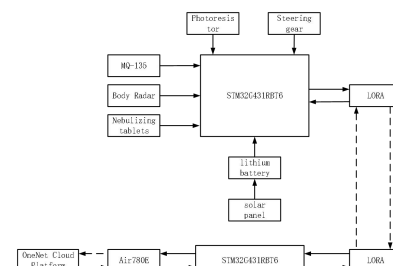 Photoresis
tor
Steering
gear
MQ-135
Body Radar
Nebulizing
tablets
STM32G431RBT6
LORA
lithium
battery
solar
panel
OneNet Cloud
Platform
Air780E
STM32G431RBT6
LORA